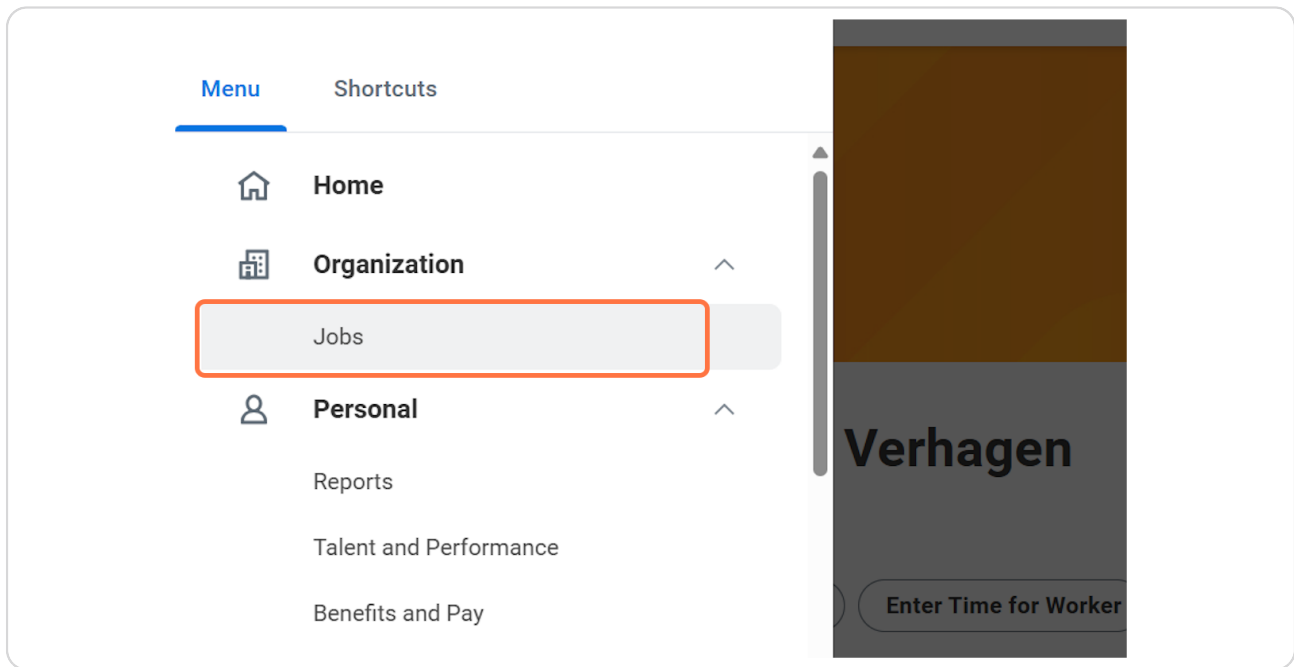 Menu
Shortcuts
Home
Organization
Jobs
Personal
Reports
Talent and Performance
Benefits and Pay
Verhagen
Enter Time for Worker